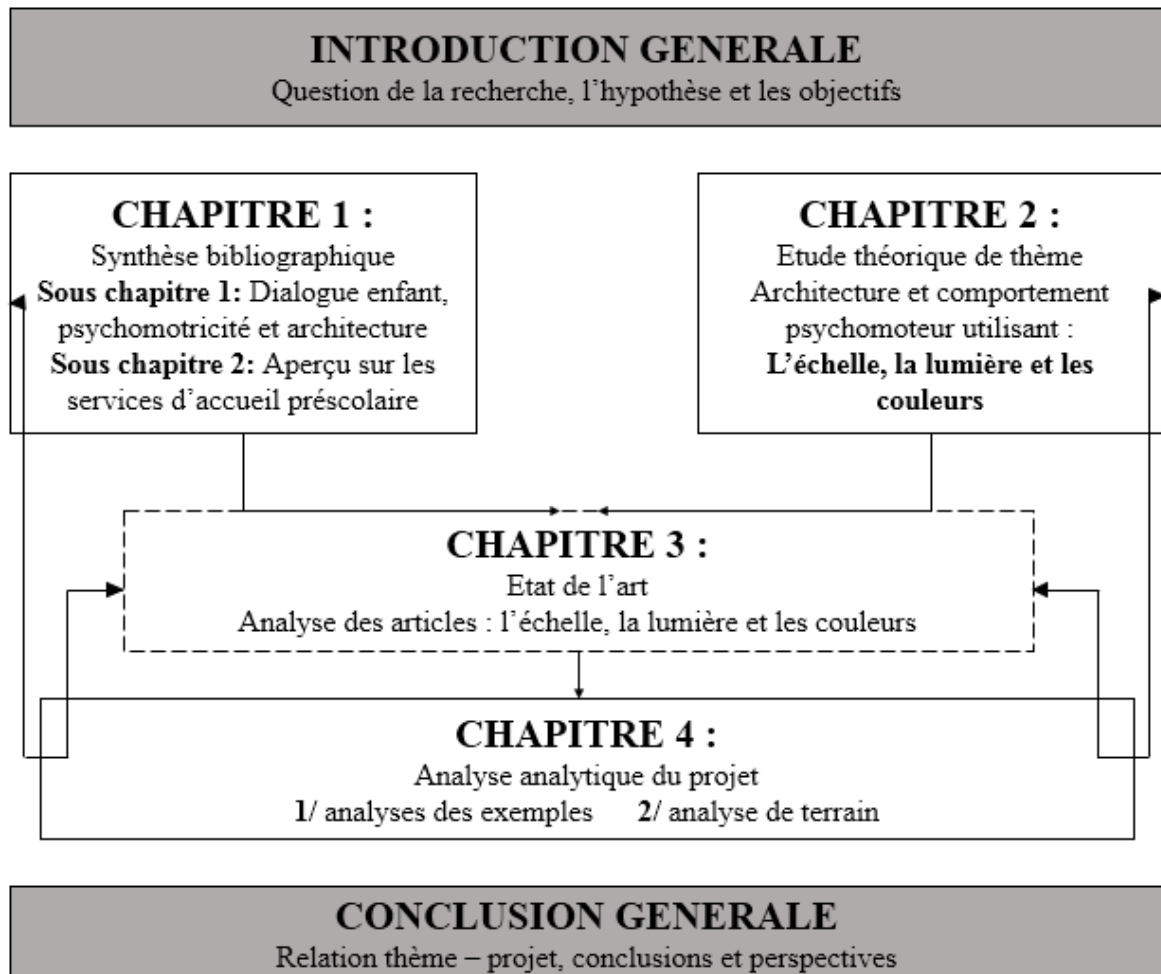 INTRODUCTION GENERALE
Question de la recherche, l’hypothèse et les objectifs
CHAPITRE 1 :
Synthèse bibliographique
Sous chapitre 1: Dialogue enfant,
psychomotricité et architecture
Sous chapitre 2: Aperçu sur les
services d’accueil préscolaire
CHAPITRE 2 :
Etude théorique de thème
Architecture et comportement
psychomoteur utilisant :
L’échelle, la lumière et les
couleurs
CHAPITRE 3 :
Etat de l’art
Analyse des articles : l’échelle, la lumière et les couleurs
CHAPITRE 4 :
Analyse analytique du projet
1/ analyses des exemples 2/ analyse de terrain
CONCLUSION GENERALE
Relation thème – projet, conclusions et perspectives